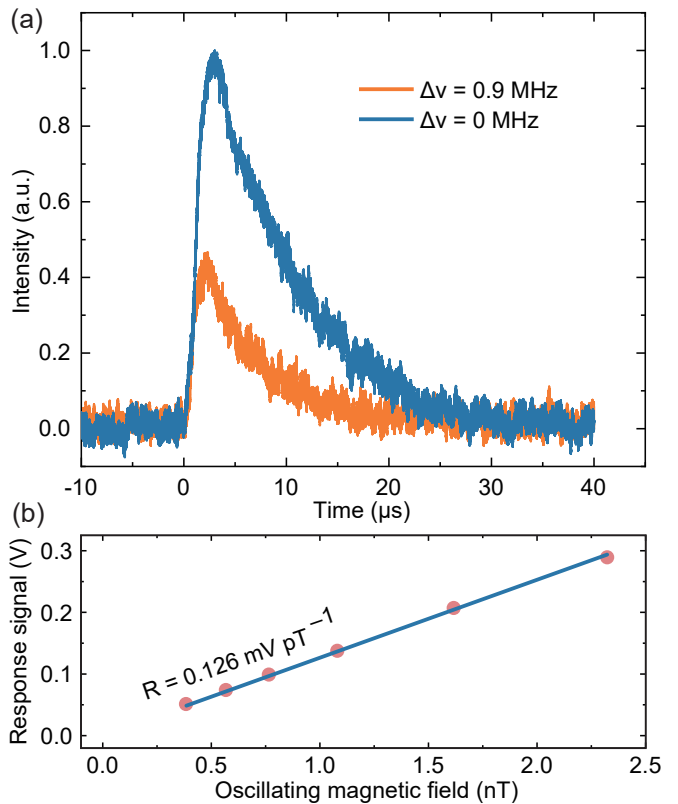 (a)
1.0
0.8
0.6
0.4
0.2
0.0
Intensity (a.u.)
Δv = 0.9 MHz
Δv = 0 MHz
-10 0 10 20 30 40
Time (μs)
(b)
0.3
0.2
0.1
0.0
Response signal (V)
R = 0.126 mV pT⁻¹
0.0 0.5 1.0 1.5 2.0 2.5
Oscillating magnetic field (nT)